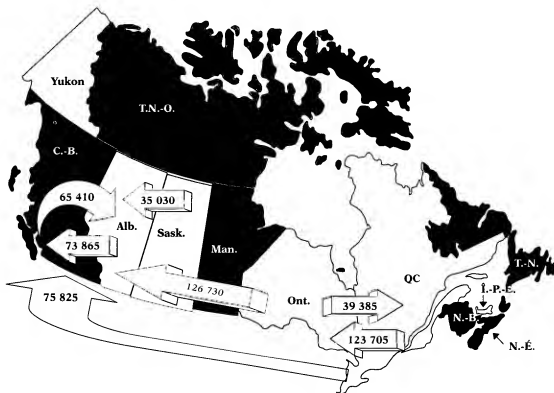 Yukon
T.N.-O.
C.-B.
65 410
35 030
Alb.
Sask.
73 865
Man.
126 730
QC
T.-N.
Î.-P.-É.
75 825
Ont.
39 385
N.-B.
123 705
N.-É.